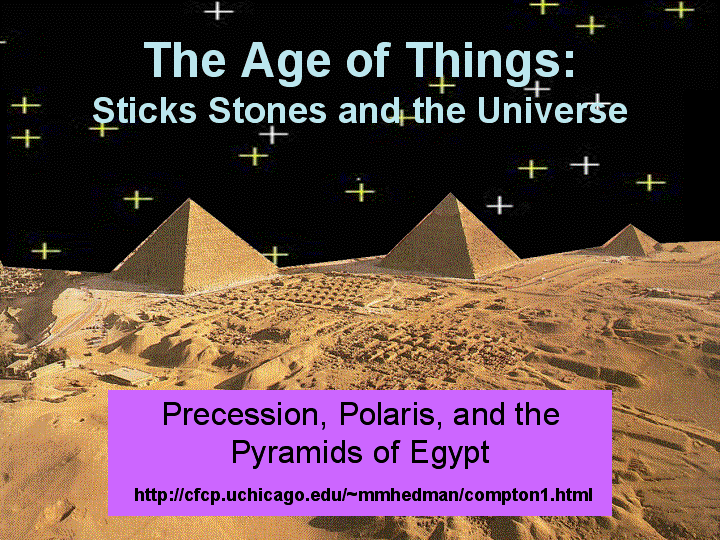 The Age of Things:
Sticks Stones and the Universe
Precession, Polaris, and the
Pyramids of Egypt
http://cfcp.uchicago.edu/~mmhedman/compton1.html